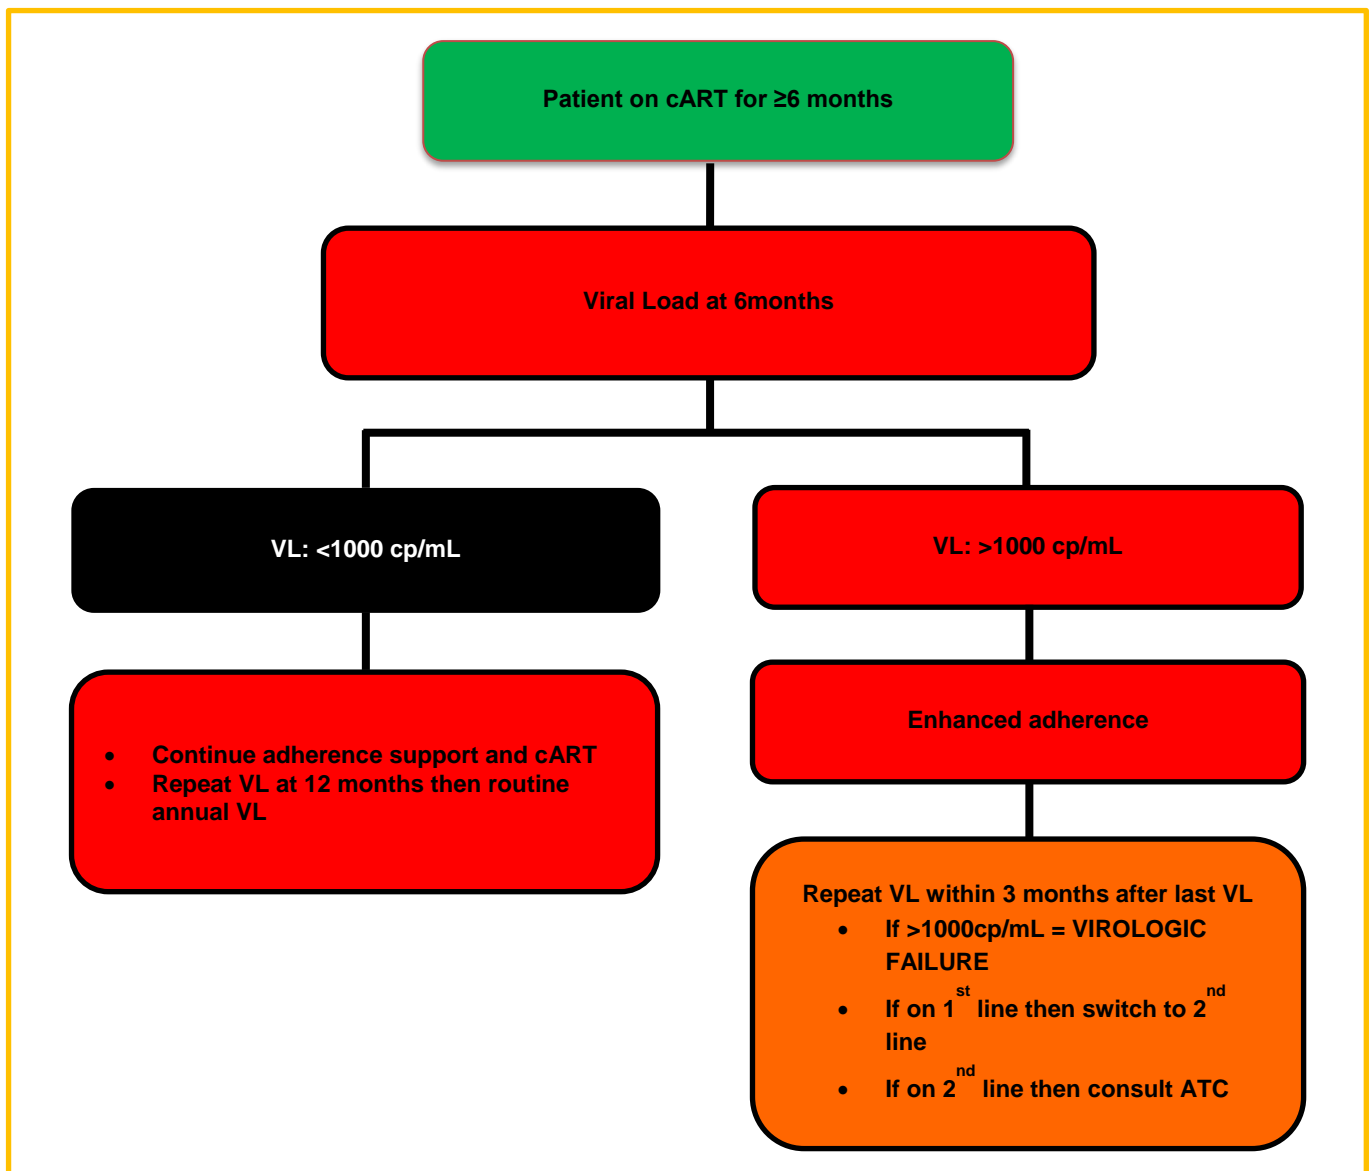 Patient on cART for ≥6 months
Viral Load at 6months
VL: <1000 cp/mL
VL: >1000 cp/mL
• Continue adherence support and cART
• Repeat VL at 12 months then routine
annual VL
Enhanced adherence
Repeat VL within 3 months after last VL
• If >1000cp/mL = VIROLOGIC
FAILURE
• If on 1st line then switch to 2nd
line
• If on 2nd line then consult ATC